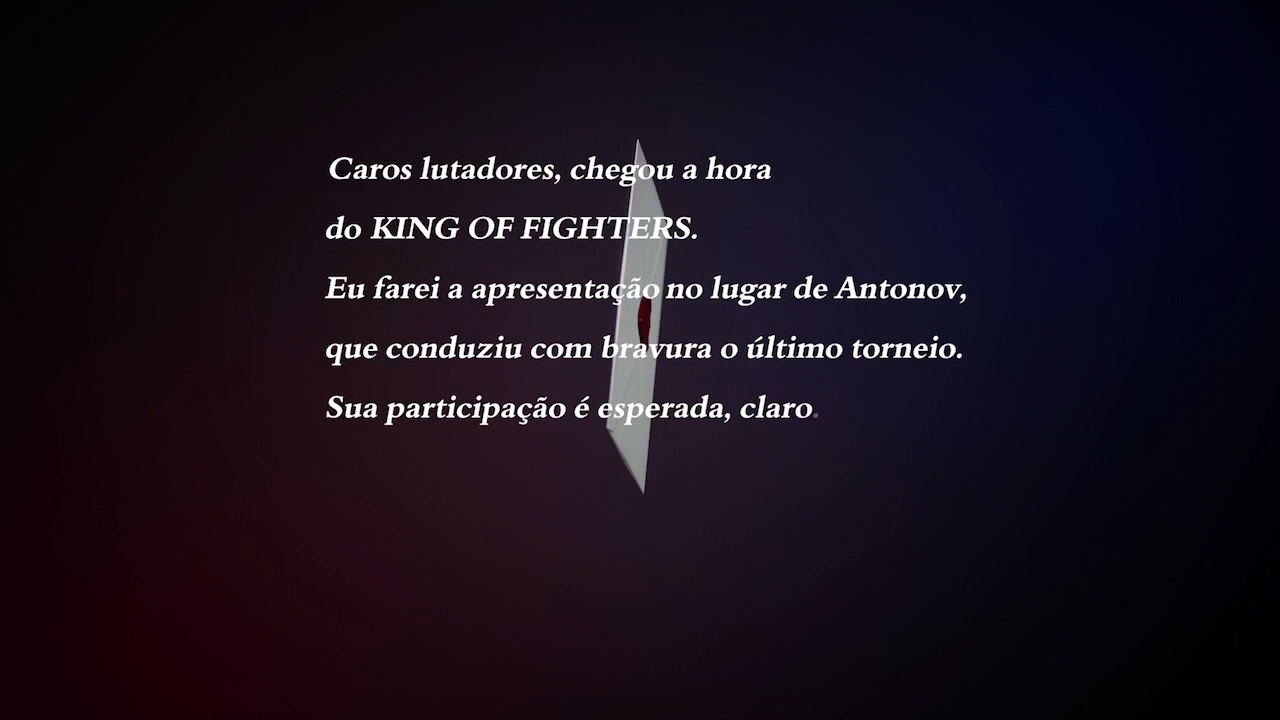 Caros lutadores, chegou a hora
do KING OF FIGHTERS.
Eu farei a apresentação no lugar de Antonov,
que conduziu com bravura o último torneio.
Sua participação é esperada, claro.